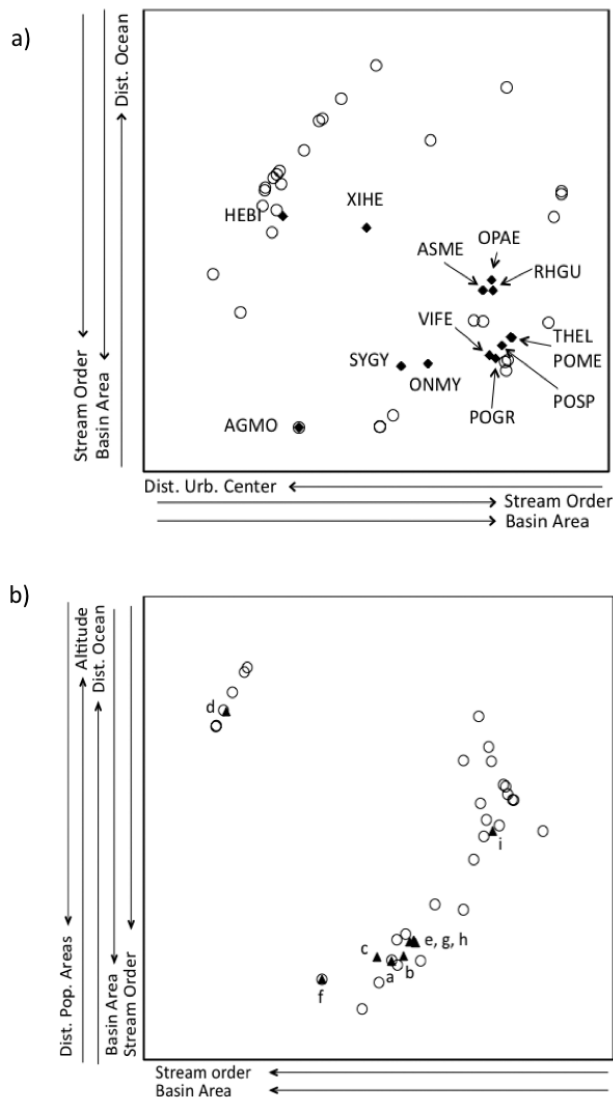 a)
Dist. Ocean
Stream Order
Basin Area
HEBI
XIHE
OPAE
ASME
RHGU
VIFE
THEL
SYGY
POME
ONMY
POSP
POGR
AGMO
Dist. Urb. Center
Stream Order
Basin Area
b)
Altitude
Dist. Ocean
Dist. Pop. Areas
Basin Area
Stream Order
d
i
e, g, h
c
a
b
f
Stream order
Basin Area